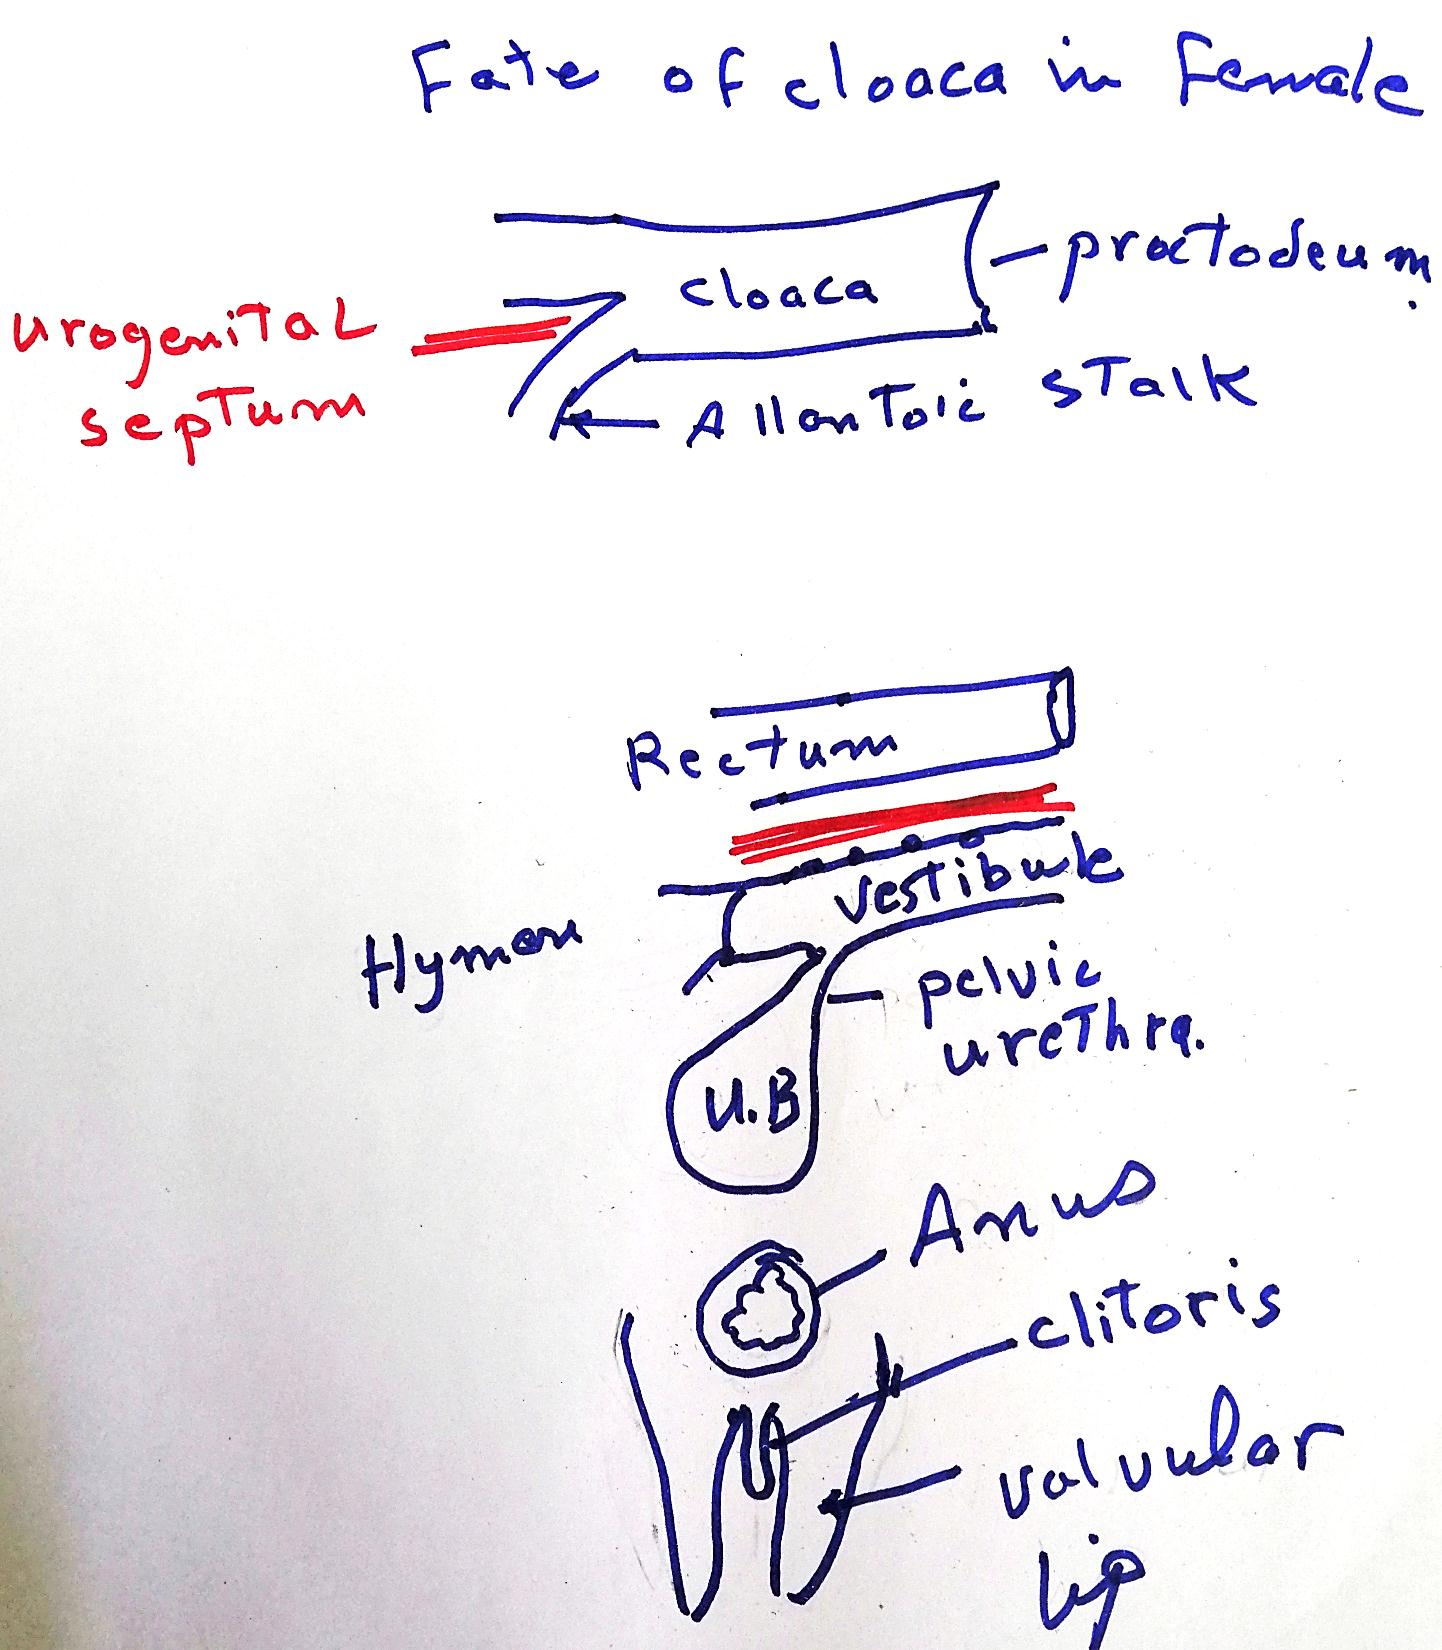 Fate of cloaca in Female
proctodeum
cloaca
urogenital
septum
Allantoic stalk
Rectum
vestibule
Hymen
pelvic
urethra.
U.B
Anus
clitoris
valvular
lip